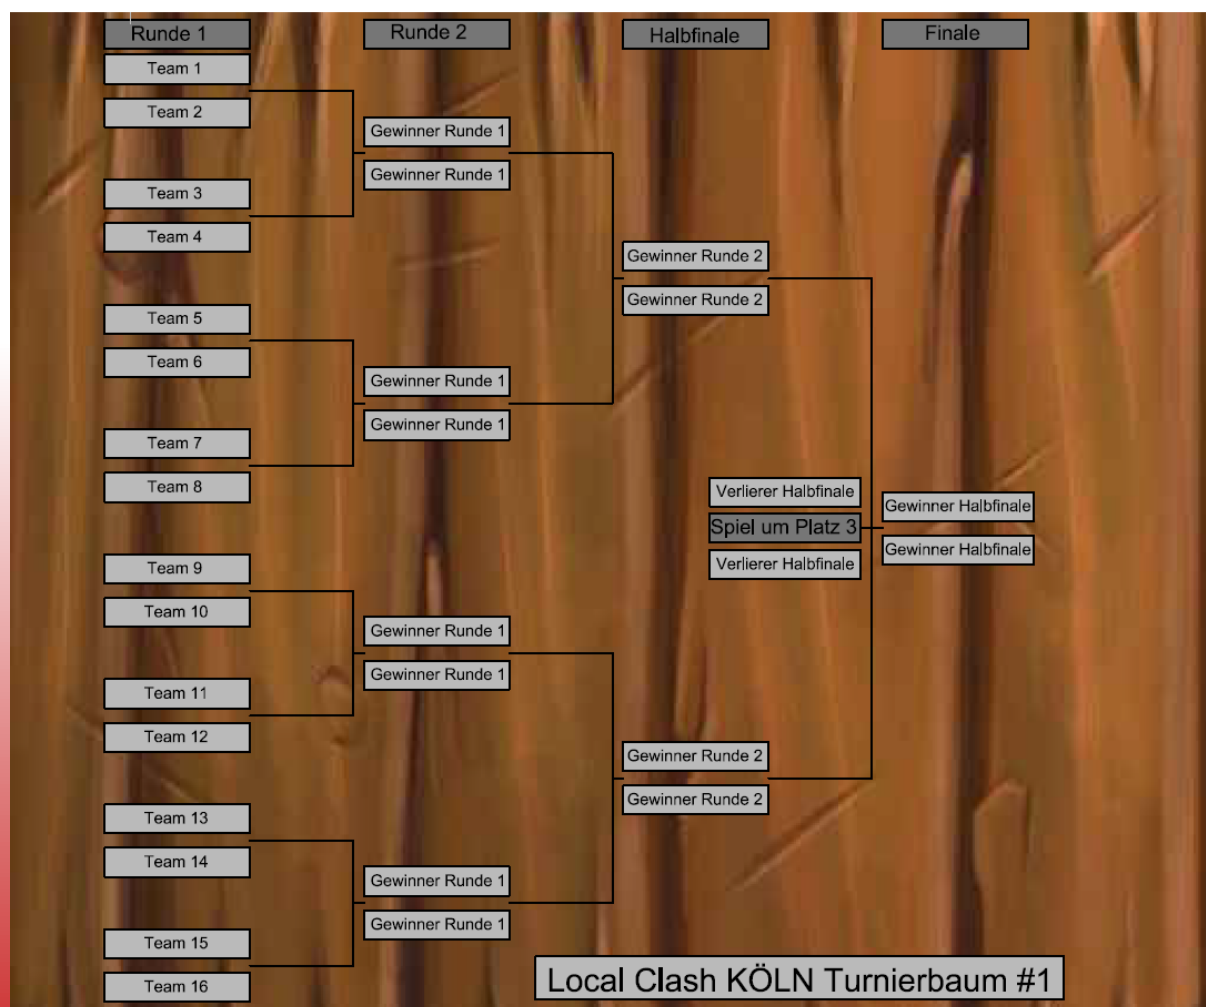 Runde 1
Runde 2
Halbfinale
Finale
Team 1
Team 2
Team 3
Team 4
Team 5
Team 6
Team 7
Team 8
Team 9
Team 10
Team 11
Team 12
Team 13
Team 14
Team 15
Team 16
Gewinner Runde 1
Gewinner Runde 1
Gewinner Runde 1
Gewinner Runde 1
Gewinner Runde 1
Gewinner Runde 1
Gewinner Runde 1
Gewinner Runde 1
Gewinner Runde 2
Gewinner Runde 2
Gewinner Runde 2
Gewinner Runde 2
Verlierer Halbfinale
Spiel um Platz 3
Verlierer Halbfinale
Gewinner Halbfinale
Gewinner Halbfinale
Local Clash KÖLN Turnierbaum #1